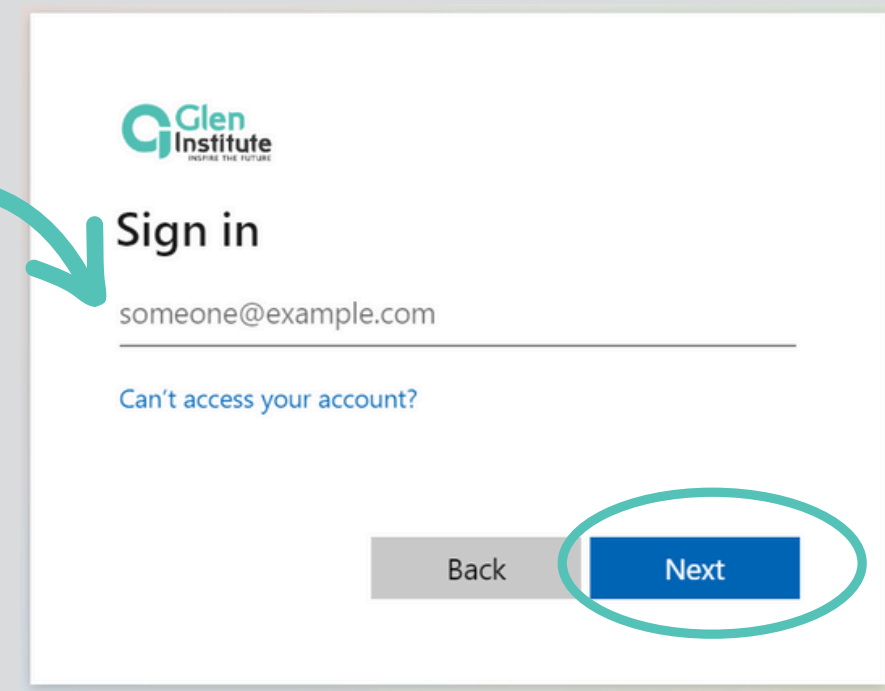 Glen
Institute
INSPIRE THE FUTURE
Sign in
someone@example.com
Can't access your account?
Back Next